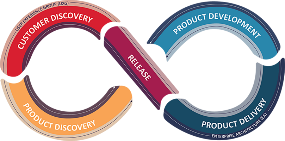 CUSTOMER DISCOVERY
PRODUCT DISCOVERY
RELEASE
PRODUCT DEVELOPMENT
PRODUCT DELIVERY